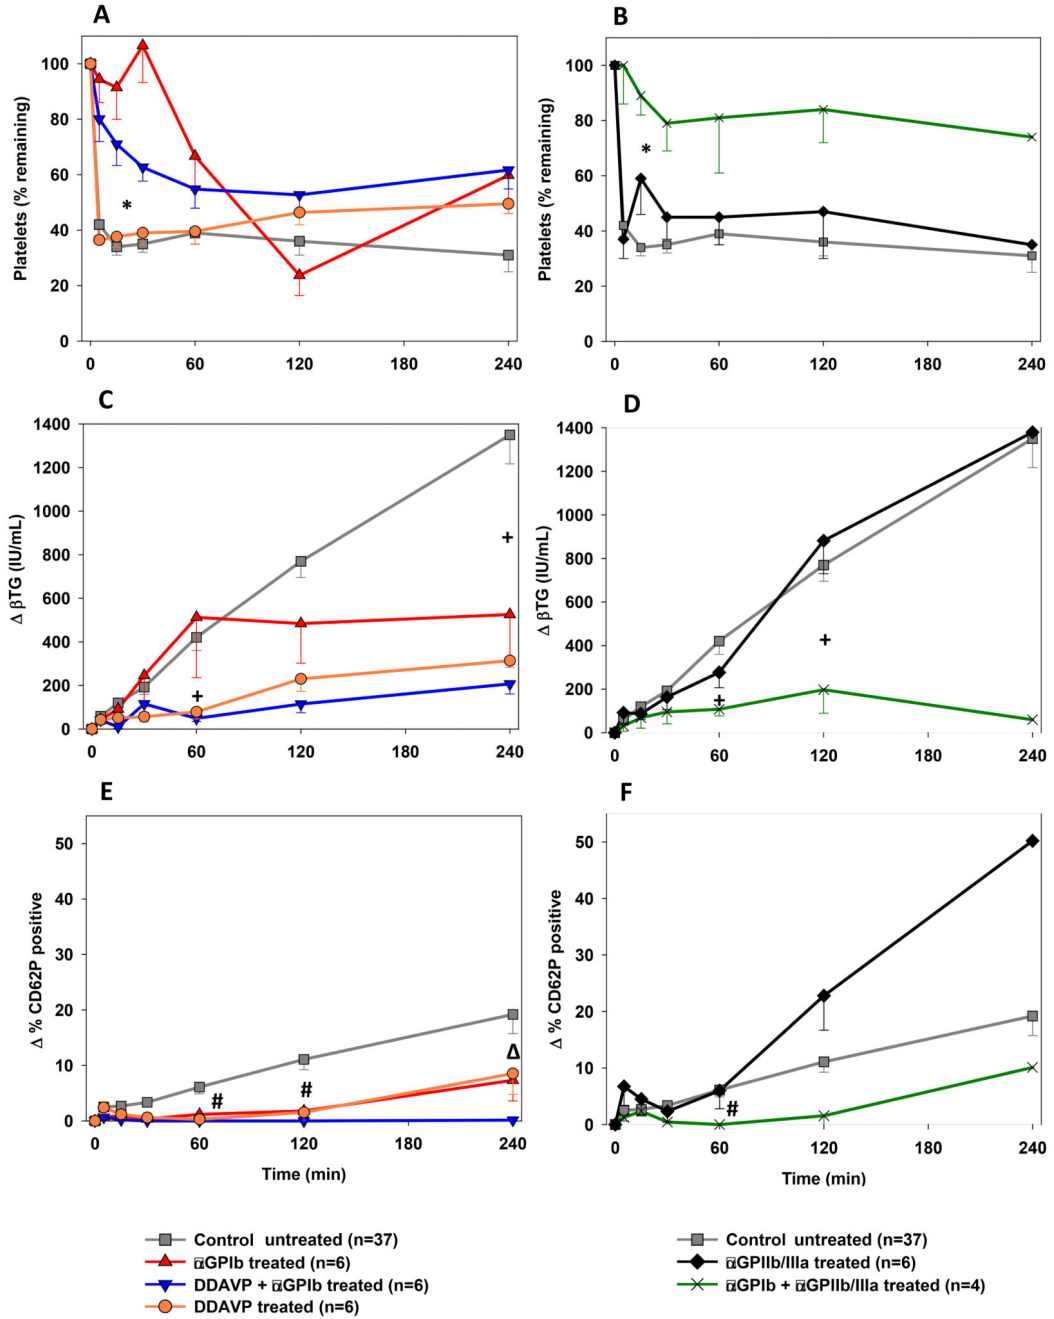 A
B
Platelets (% remaining)
100
80
60
40
20
0
0 60 120 180 240
*
Platelets (% remaining)
100
80
60
40
20
0
0 60 120 180 240
*
C
D
Δ βTG (IU/mL)
1400
1200
1000
800
600
400
200
0
0 60 120 180 240
+
+
Δ βTG (IU/mL)
1400
1200
1000
800
600
400
200
0
0 60 120 180 240
+
+
E
F
Δ % CD62P positive
50
40
30
20
10
0
0 60 120 180 240
# # Δ
Time (min)
Δ % CD62P positive
50
40
30
20
10
0
0 60 120 180 240
#
Time (min)
Control untreated (n=37)
α̅GPIb treated (n=6)
DDAVP + α̅GPIb treated (n=6)
DDAVP treated (n=6)
Control untreated (n=37)
α̅GPIIb/IIIa treated (n=6)
α̅GPIb + α̅GPIIb/IIIa treated (n=4)